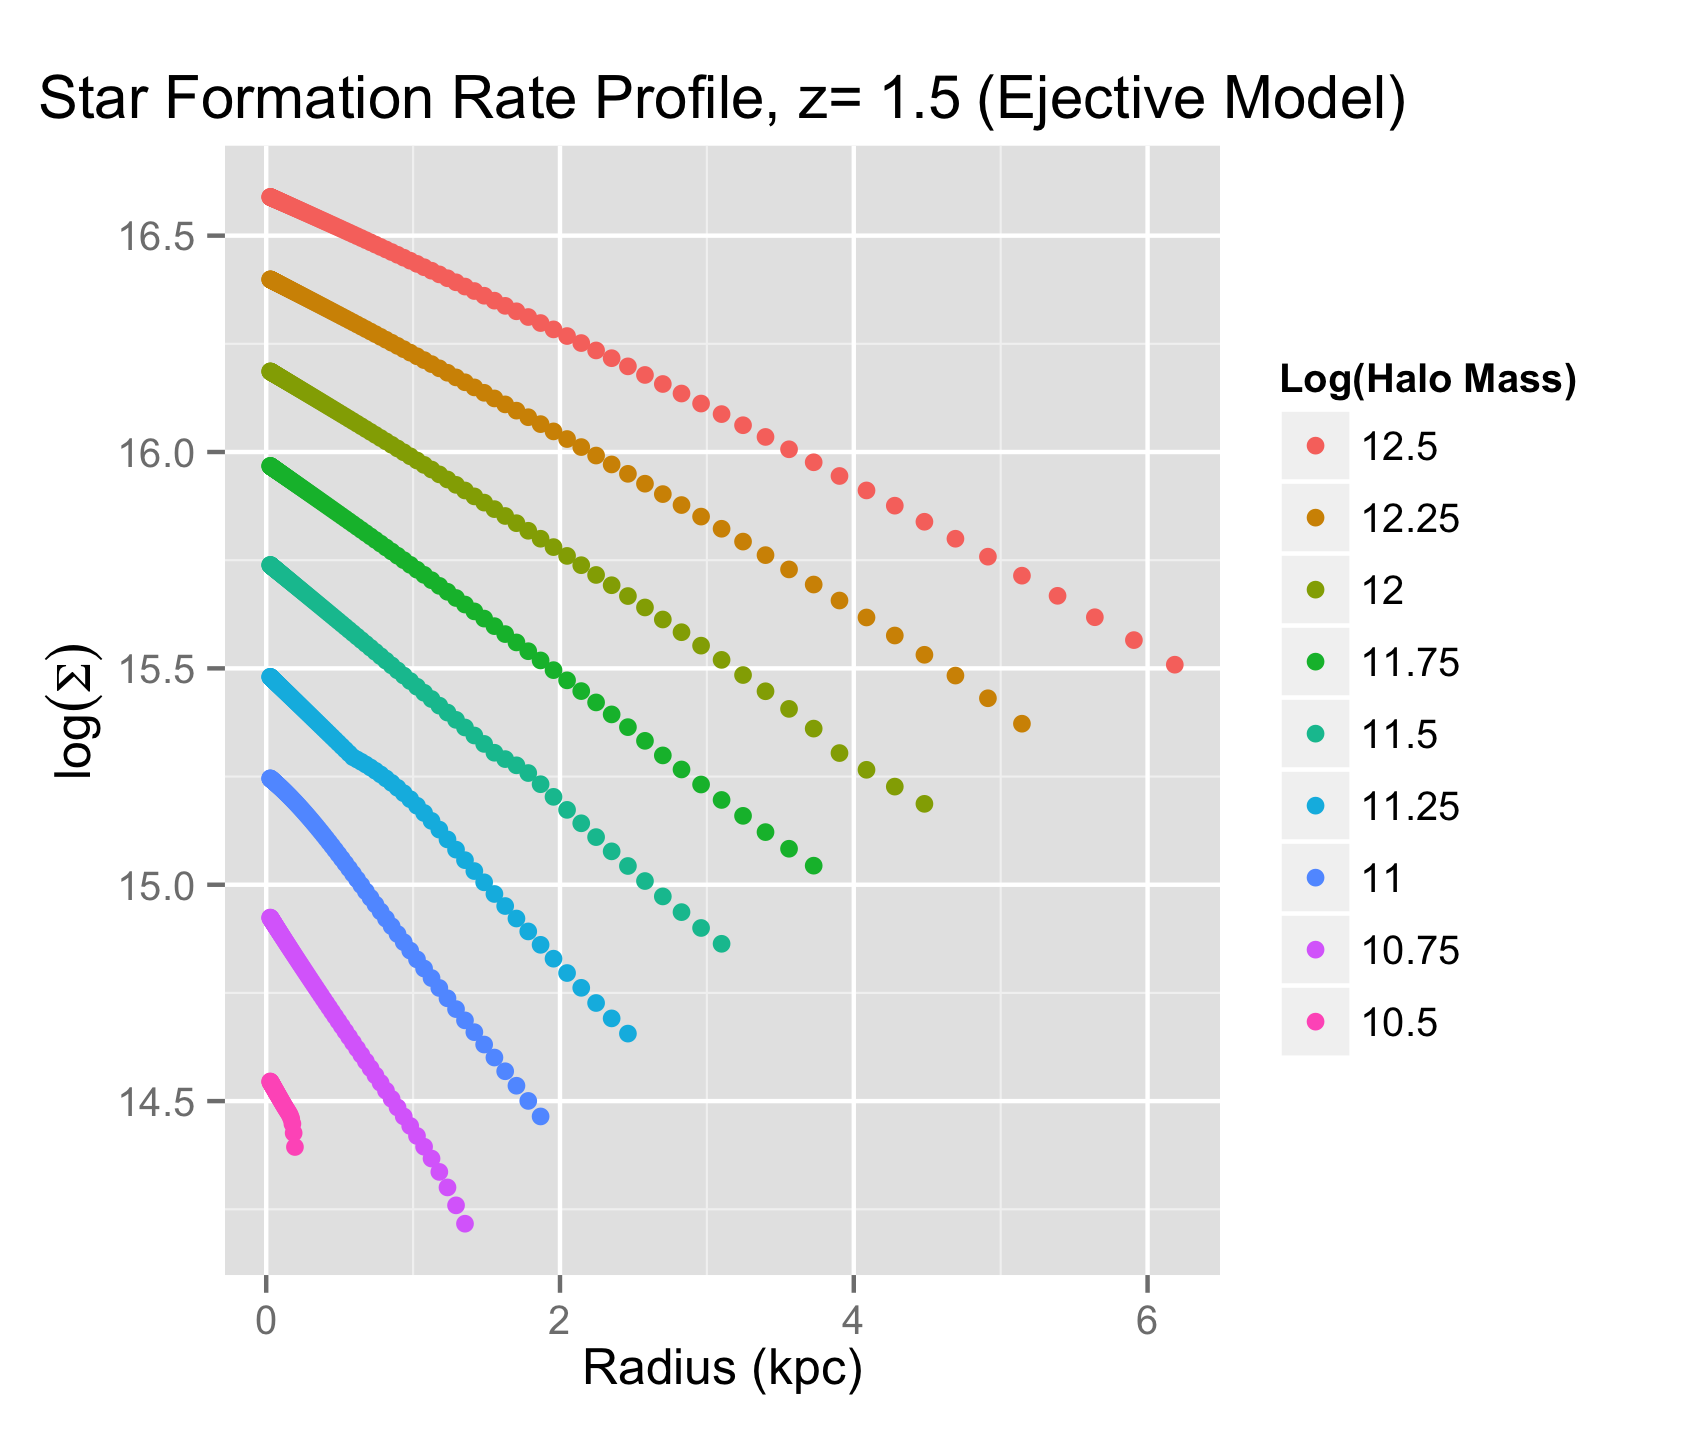 Star Formation Rate Profile, z= 1.5 (Ejective Model)
log(Σ)
16.5
16.0
15.5
15.0
14.5
0 2 4 6
Radius (kpc)
Log(Halo Mass)
12.5
12.25
12
11.75
11.5
11.25
11
10.75
10.5